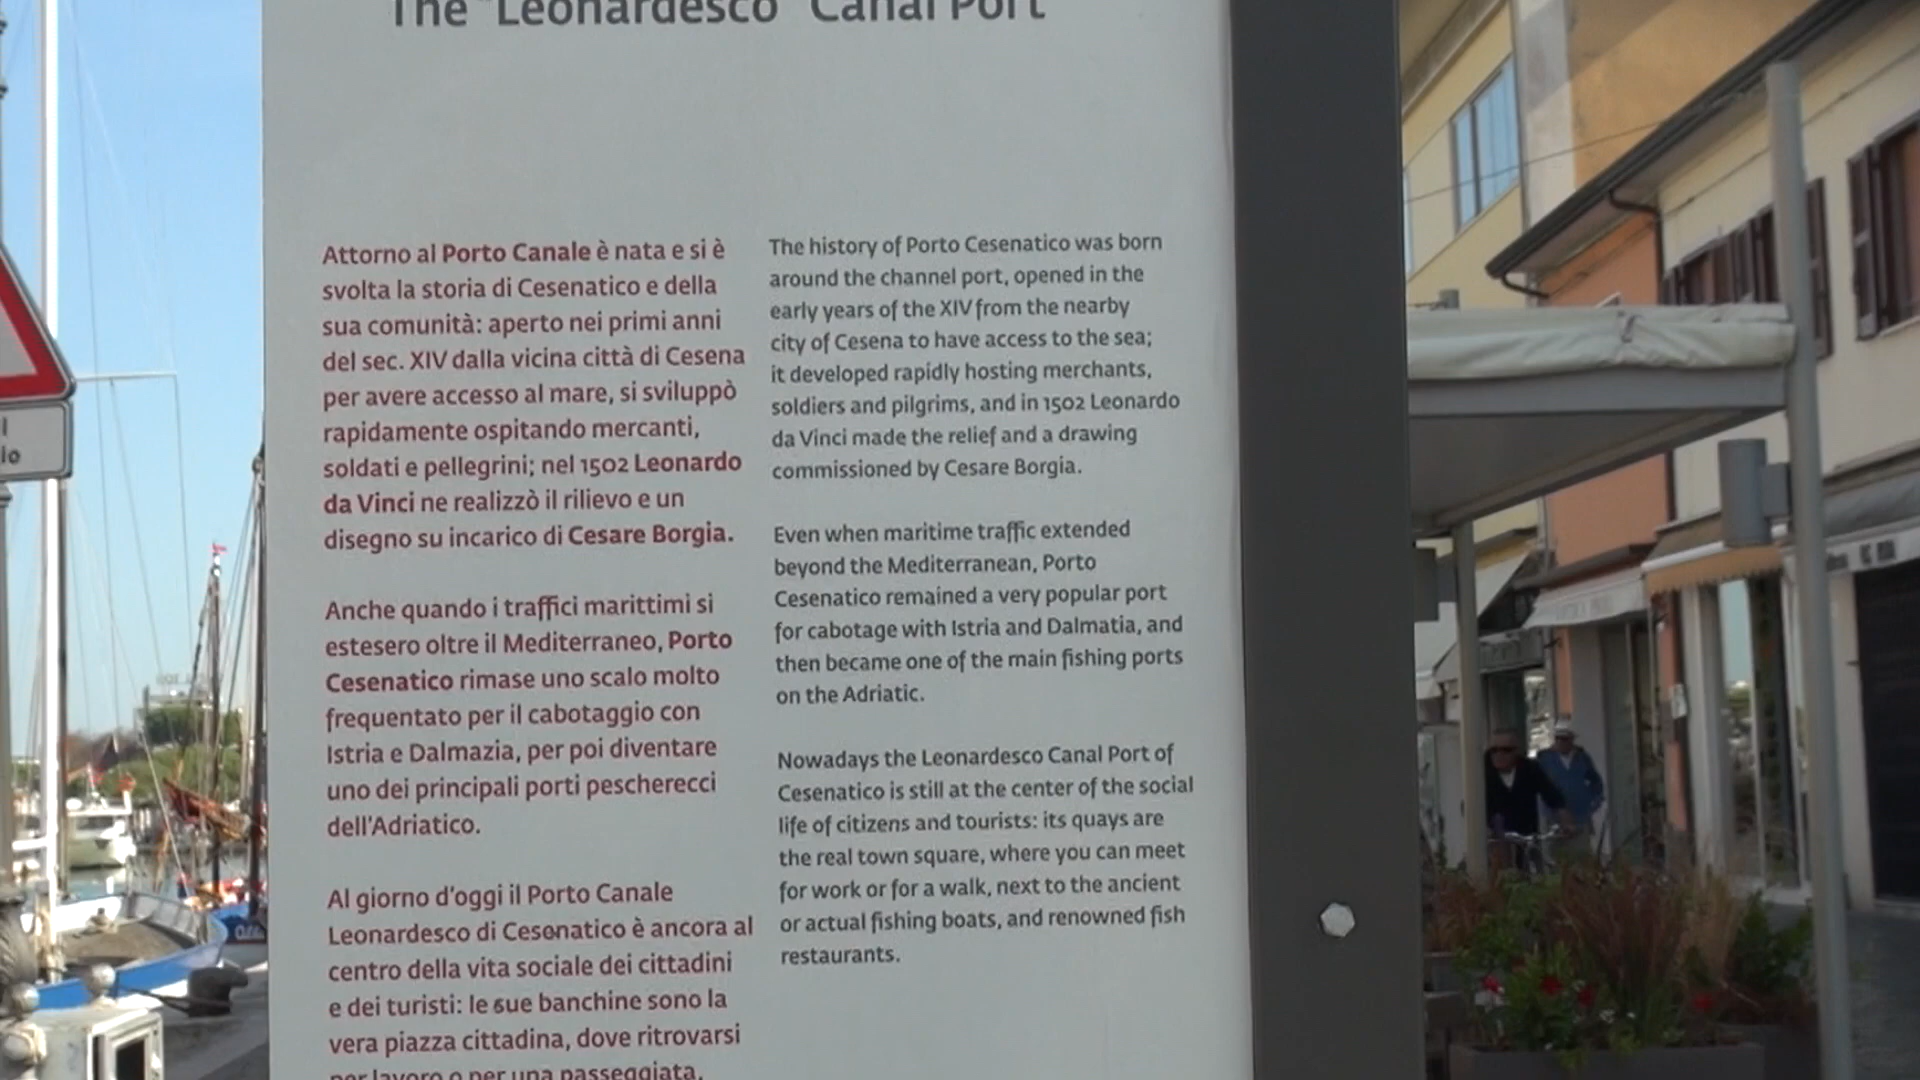 The "Leonardesco" Canal Port
Attorno al Porto Canale è nata e si è
svolta la storia di Cesenatico e della
sua comunità: aperto nei primi anni
del sec. XIV dalla vicina città di Cesena
per avere accesso al mare, si sviluppò
rapidamente ospitando mercanti,
soldati e pellegrini; nel 1502 Leonardo
da Vinci ne realizzò il rilievo e un
disegno su incarico di Cesare Borgia.
Anche quando i traffici marittimi si
estesero oltre il Mediterraneo, Porto
Cesenatico rimase uno scalo molto
frequentato per il cabotaggio con
Istria e Dalmazia, per poi diventare
uno dei principali porti pescherecci
dell'Adriatico.
Al giorno d'oggi il Porto Canale
Leonardesco di Cesenatico è ancora al
centro della vita sociale dei cittadini
e dei turisti: le sue banchine sono la
vera piazza cittadina, dove ritrovarsi
per lavoro o per una passeggiata,
The history of Porto Cesenatico was born
around the channel port, opened in the
early years of the XIV from the nearby
city of Cesena to have access to the sea;
it developed rapidly hosting merchants,
soldiers and pilgrims, and in 1502 Leonardo
da Vinci made the relief and a drawing
commissioned by Cesare Borgia.
Even when maritime traffic extended
beyond the Mediterranean, Porto
Cesenatico remained a very popular port
for cabotage with Istria and Dalmatia, and
then became one of the main fishing ports
on the Adriatic.
Nowadays the Leonardesco Canal Port of
Cesenatico is still at the center of the social
life of citizens and tourists: its quays are
the real town square, where you can meet
for work or for a walk, next to the ancient
or actual fishing boats, and renowned fish
restaurants.